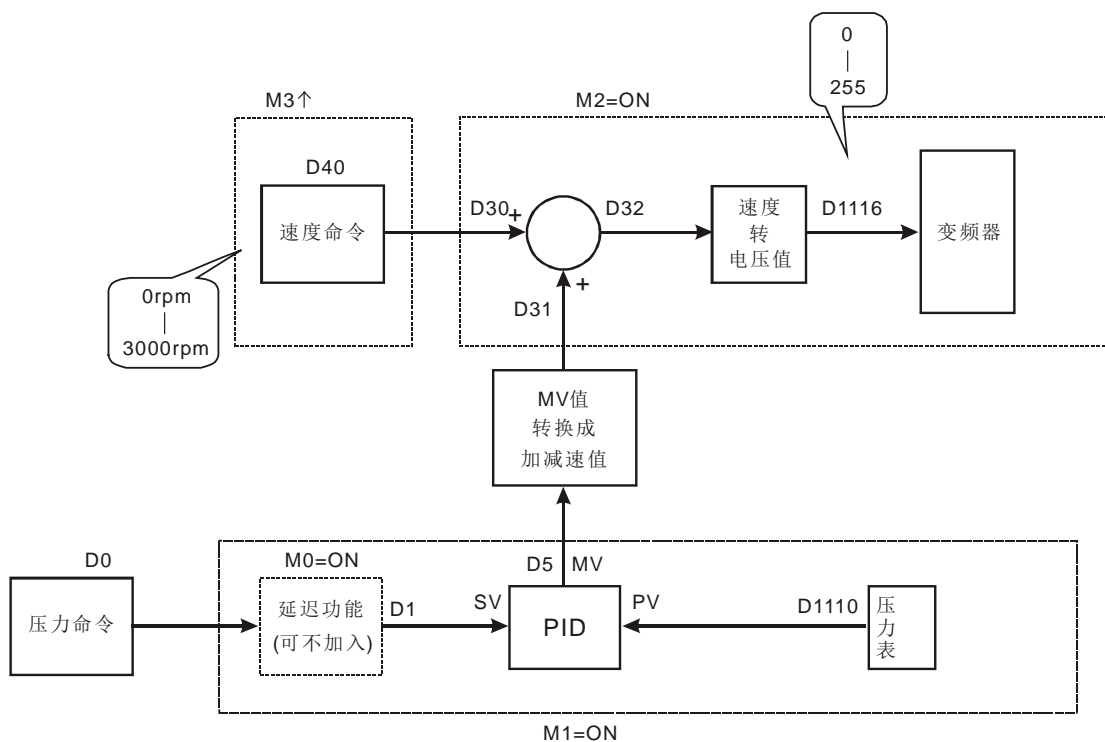 0
|
255
M3↑
M2=ON
D40
速度命令
D30
+
D32
速度
转
电压值
D1116
变频器
+
D31
0rpm
|
3000rpm
MV值
转换成
加减速值
D0
压力命令
M0=ON
延迟功能
(可不加入)
D1
SV
D5
MV
PID
PV
D1110
压
力
表
M1=ON